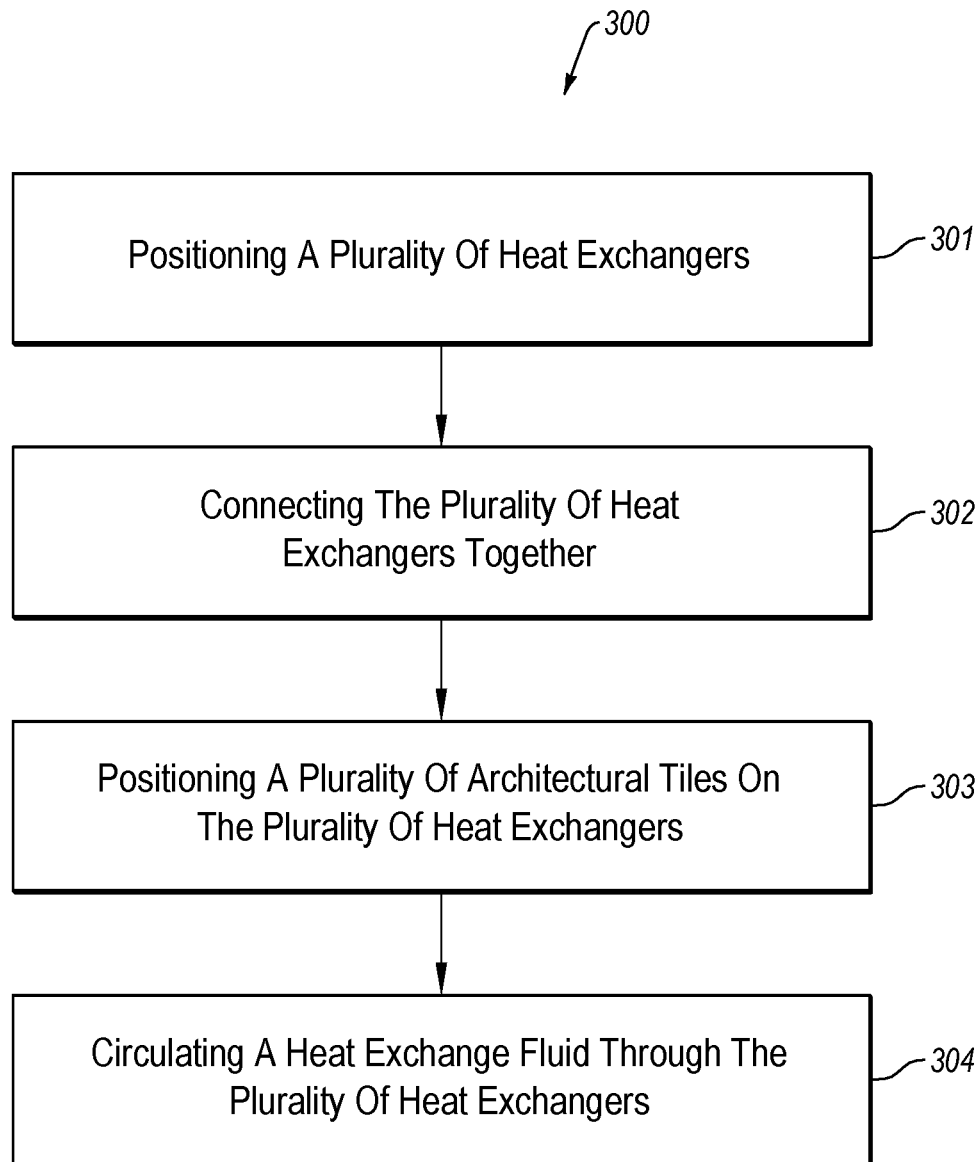 300
Positioning A Plurality Of Heat Exchangers
301
Connecting The Plurality Of Heat
Exchangers Together
302
Positioning A Plurality Of Architectural Tiles On
The Plurality Of Heat Exchangers
303
Circulating A Heat Exchange Fluid Through The
Plurality Of Heat Exchangers
304